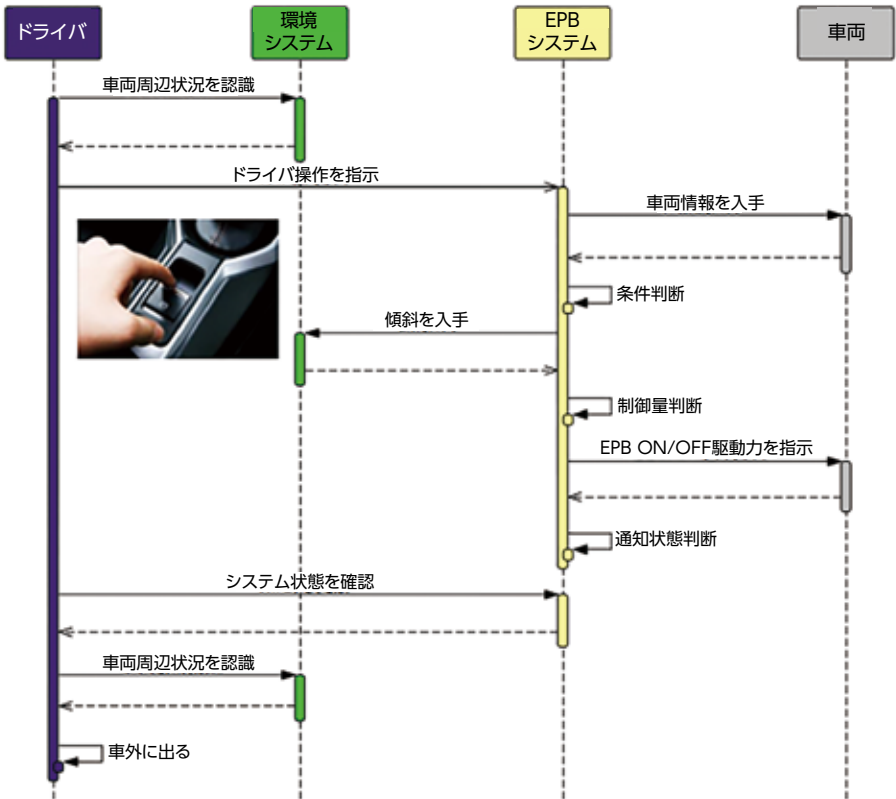 ドライバ
環境
システム
EPB
システム
車両
車両周辺状況を認識
ドライバ操作を指示
車両情報を入手
条件判断
傾斜を入手
制御量判断
EPB ON/OFF駆動力を指示
通知状態判断
システム状態を確認
車両周辺状況を認識
車外に出る